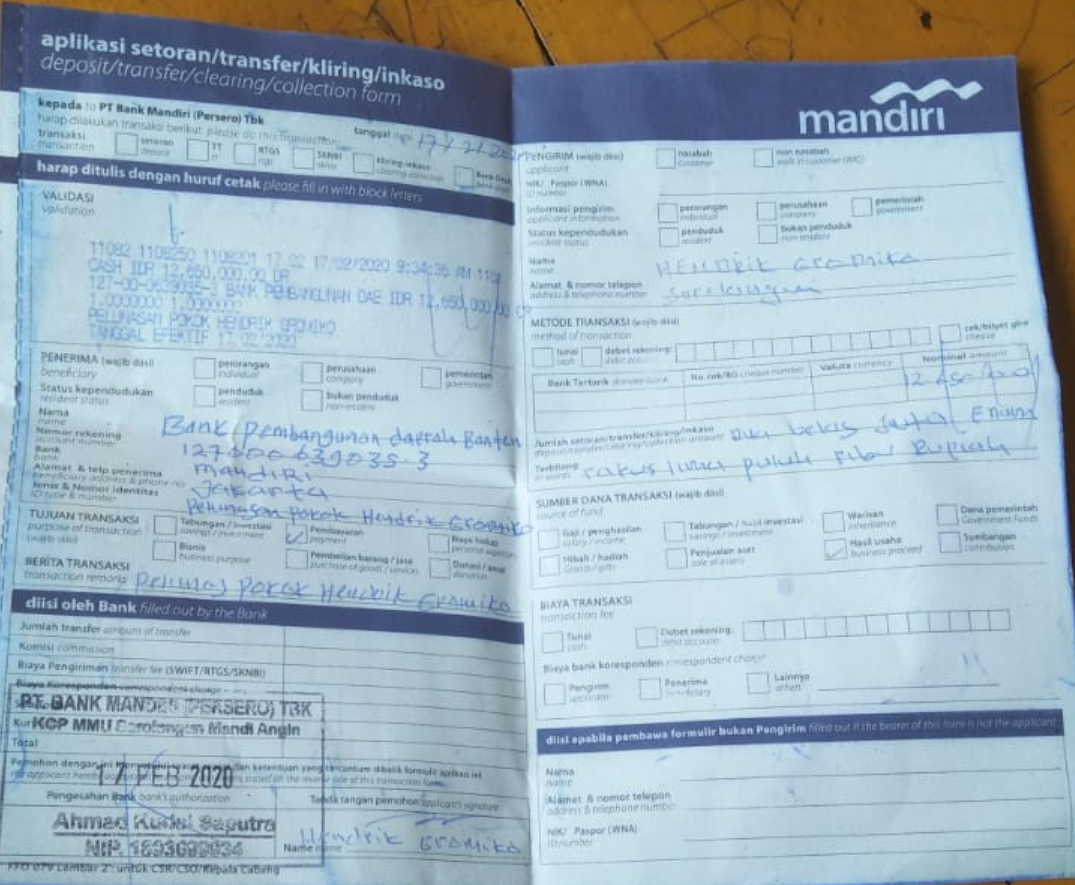 aplikasi setoran/transfer/kliring/inkaso
deposit/transfer/clearing/collection form
kepada to PT Bank Mandiri (Persero) Tbk
harap dilakukan transaksi berikut please do this Transaction
tanggal
transaksi
transaction
setoran
deposit
TT
RTGS
SKNBI
kliring-inkaso
harap ditulis dengan huruf cetak please fill in with block letters
VALIDASI
validation
17 02 17/02/2020 9:34:36 AM
CASH IDR 12,650,000.00 DR
BANK PEMBANGUNAN DAE IDR 12,650,000.00
1.0000000 1.0000000
PELUNASAN POKOK HENDRIK GROMIKO
TANGGAL EFEKTIF 17/02/2020
PENERIMA (wajib diisi)
beneficiary
perorangan
individual
perusahaan
company
pemerintah
government
Status kependudukan
resident status
penduduk
resident
bukan penduduk
non-resident
Nama
name
Bank Pembangunan daerah Banten
Nomor rekening
account number
127000639035-3
Bank
bank
Mandiri
Alamat & telp penerima
beneficiary address & phone no.
Jakarta
Jenis & Nomor Identitas
ID type & number
Pelunasan Pokok Hendrik Gromiko
TUJUAN TRANSAKSI
purpose of transaction
(wajib diisi)
Tabungan / Investasi
savings / investment
Pembayaran
payment
Biaya hidup
Bisnis
business purpose
Pembelian barang / jasa
purchase of goods / services
Donasi / amal
donation
BERITA TRANSAKSI
transaction remarks
Pelunas Pokok Hendrik Gromiko
diisi oleh Bank filled out by the Bank
Jumlah transfer amount of transfer
Komisi commission
Biaya Pengiriman transfer fee (SWIFT/RTGS/SKNBI)
Biaya Koresponden
PT. BANK MANDIRI (PERSERO) TBK
KCP MMU Sarolangun Mandi Angin
Total
17 FEB 2020
Pengesahan Bank bank's authorization
Tanda tangan pemohon applicant's signature
Ahmad Saputra
Name
Hendrik Gromiko
mandiri
PENGIRIM (wajib diisi)
applicant
nasabah
customer
non nasabah
walk in customer (WIC)
NIK/ Paspor (WNA)
ID number
Informasi pengirim
applicant information
perorangan
individual
perusahaan
company
pemerintah
government
Status kependudukan
resident status
penduduk
resident
bukan penduduk
non-resident
Nama
name
HENDRIK GROMIKO
Alamat & nomor telepon
address & telephone number
Sarolangun
METODE TRANSAKSI (wajib diisi)
method of transaction
tunai
cash
debet rekening:
debit account
cek/bilyet giro
cheque
Bank Tertarik drawee bank
No. cek/BG cheque number
Valuta currency
Nominal amount
Jumlah setoran/transfer/kliring/inkaso
deposit/transfer/clearing/collection amount
Dua belas Juta Enam
Terbilang
in words
ratus lima puluh ribu Rupiah
SUMBER DANA TRANSAKSI (wajib diisi)
source of fund
Gaji / penghasilan
salary / income
Tabungan / hasil investasi
savings / investment
Warisan
inheritance
Dana pemerintah
Government Funds
Hibah / hadiah
Grants / gifts
Penjualan aset
sale of assets
Hasil usaha
business proceed
Sumbangan
contribution
BIAYA TRANSAKSI
transaction fee
Tunai
cash
Debet rekening:
debit account
Biaya bank koresponden correspondent charge
Pengirim
applicant
Penerima
beneficiary
Lainnya
others
diisi apabila pembawa formulir bukan Pengirim filled out if the bearer of this form is not the applicant
Nama
name
Alamat & nomor telepon
address & telephone number
NIK/ Paspor (WNA)
ID number